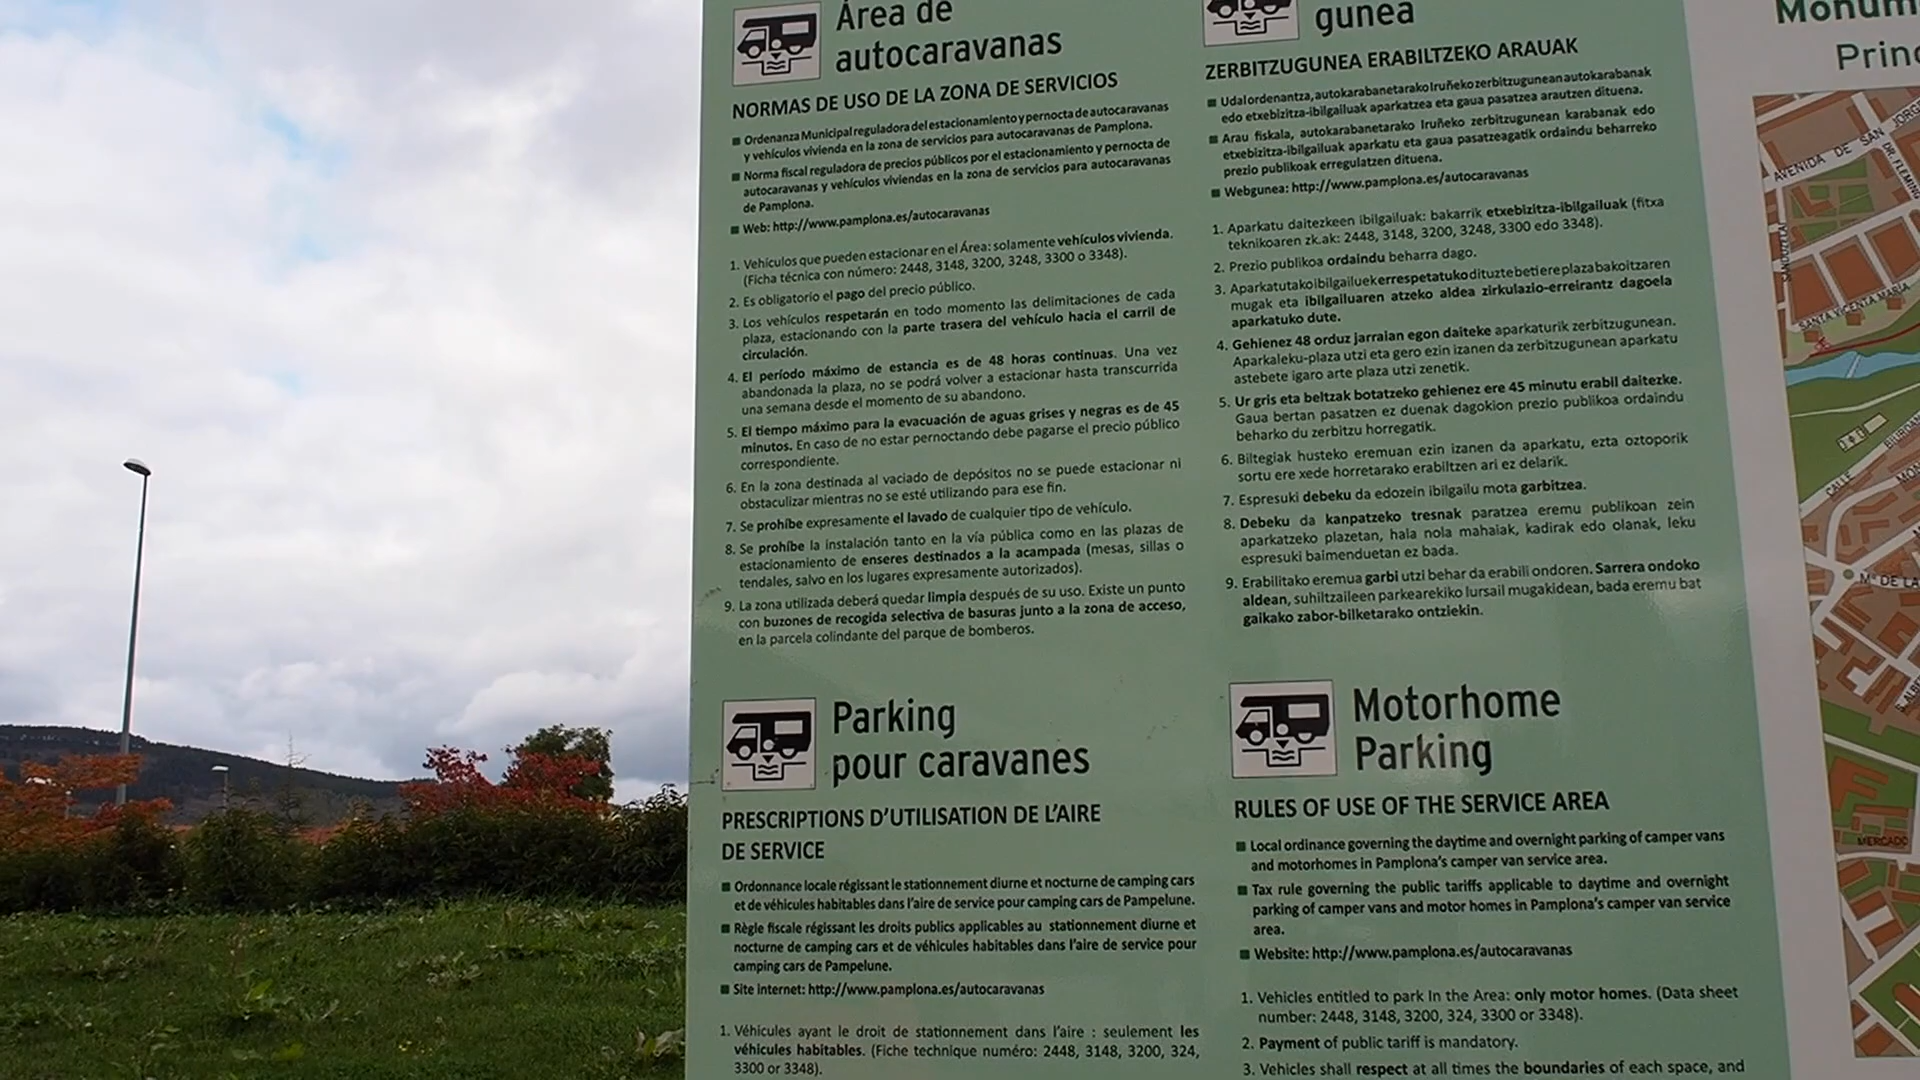 Área de
autocaravanas
NORMAS DE USO DE LA ZONA DE SERVICIOS
Ordenanza Municipal reguladora del estacionamiento y pernocta de autocaravanas
y vehículos vivienda en la zona de servicios para autocaravanas de Pamplona.
Norma fiscal reguladora de precios públicos por el estacionamiento y pernocta de
autocaravanas y vehículos viviendas en la zona de servicios para autocaravanas
de Pamplona.
Web: http://www.pamplona.es/autocaravanas
1. Vehículos que pueden estacionar en el Área: solamente vehículos vivienda.
(Ficha técnica con número: 2448, 3148, 3200, 3248, 3300 o 3348).
2. Es obligatorio el pago del precio público.
3. Los vehículos respetarán en todo momento las delimitaciones de cada
plaza, estacionando con la parte trasera del vehículo hacia el carril de
circulación.
4. El período máximo de estancia es de 48 horas continuas. Una vez
abandonada la plaza, no se podrá volver a estacionar hasta transcurrida
una semana desde el momento de su abandono.
5. El tiempo máximo para la evacuación de aguas grises y negras es de 45
minutos. En caso de no estar pernoctando debe pagarse el precio público
correspondiente.
6. En la zona destinada al vaciado de depósitos no se puede estacionar ni
obstaculizar mientras no se esté utilizando para ese fin.
7. Se prohíbe expresamente el lavado de cualquier tipo de vehículo.
8. Se prohíbe la instalación tanto en la vía pública como en las plazas de
estacionamiento de enseres destinados a la acampada (mesas, sillas o
tendales, salvo en los lugares expresamente autorizados).
9. La zona utilizada deberá quedar limpia después de su uso. Existe un punto
con buzones de recogida selectiva de basuras junto a la zona de acceso,
en la parcela colindante del parque de bomberos.
gunea
ZERBITZUGUNEA ERABILTZEKO ARAUAK
Udal ordenantza, autokarabanetarako Iruñeko zerbitzugunean autokarabanak
edo etxebizitza-ibilgailuak aparkatzea eta gaua pasatzea arautzen dituena.
Arau fiskala, autokarabanetarako Iruñeko zerbitzugunean karabanak edo
etxebizitza-ibilgailuak aparkatu eta gaua pasatzeagatik ordaindu beharreko
prezio publikoak erregulatzen dituena.
Webgunea: http://www.pamplona.es/autocaravanas
1. Aparkatu daitezkeen ibilgailuak: bakarrik etxebizitza-ibilgailuak (fitxa
teknikoaren zk.ak: 2448, 3148, 3200, 3248, 3300 edo 3348).
2. Prezio publikoa ordaindu beharra dago.
3. Aparkatutako ibilgailuek errespetatuko dituzte beti ere plaza bakoitzaren
mugak eta ibilgailuaren atzeko aldea zirkulazio-erreirantz dagoela
aparkatuko dute.
4. Gehienez 48 orduz jarraian egon daiteke aparkaturik zerbitzugunean.
Aparkaleku-plaza utzi eta gero ezin izanen da zerbitzugunean aparkatu
astebete igaro arte plaza utzi zenetik.
5. Ur gris eta beltzak botatzeko gehienez ere 45 minutu erabil daitezke.
Gaua bertan pasatzen ez duenak dagokion prezio publikoa ordaindu
beharko du zerbitzu horregatik.
6. Biltegiak husteko eremuan ezin izanen da aparkatu, ezta oztoporik
sortu ere xede horretarako erabiltzen ari ez delarik.
7. Espresuki debeku da edozein ibilgailu mota garbitzea.
8. Debeku da kanpatzeko tresnak paratzea eremu publikoan zein
aparkatzeko plazetan, hala nola mahaiak, kadirak edo olanak, leku
espresuki baimenduetan ez bada.
9. Erabilitako eremua garbi utzi behar da erabili ondoren. Sarrera ondoko
aldean, suhiltzaileen parkearekiko lursail mugakidean, bada eremu bat
gaikako zabor-bilketarako ontziekin.
Parking
pour caravanes
PRESCRIPTIONS D'UTILISATION DE L'AIRE
DE SERVICE
Ordonnance locale régissant le stationnement diurne et nocturne de camping cars
et de véhicules habitables dans l'aire de service pour camping cars de Pampelune.
Règle fiscale régissant les droits publics applicables au stationnement diurne et
nocturne de camping cars et de véhicules habitables dans l'aire de service pour
camping cars de Pampelune.
Site internet: http://www.pamplona.es/autocaravanas
1. Véhicules ayant le droit de stationnement dans l'aire : seulement les
véhicules habitables. (Fiche technique numéro: 2448, 3148, 3200, 324,
3300 or 3348).
Motorhome
Parking
RULES OF USE OF THE SERVICE AREA
Local ordinance governing the daytime and overnight parking of camper vans
and motorhomes in Pamplona's camper van service area.
Tax rule governing the public tariffs applicable to daytime and overnight
parking of camper vans and motor homes in Pamplona's camper van service
area.
Website: http://www.pamplona.es/autocaravanas
1. Vehicles entitled to park In the Area: only motor homes. (Data sheet
number: 2448, 3148, 3200, 324, 3300 or 3348).
2. Payment of public tariff is mandatory.
3. Vehicles shall respect at all times the boundaries of each space, and
Monum
Princ
AVENIDA DE SAN JORG
DR. FLEMING
SANDUZELAI
SANTA VICENTA MARIA
CALLE
Mª DE LA
MERCADO